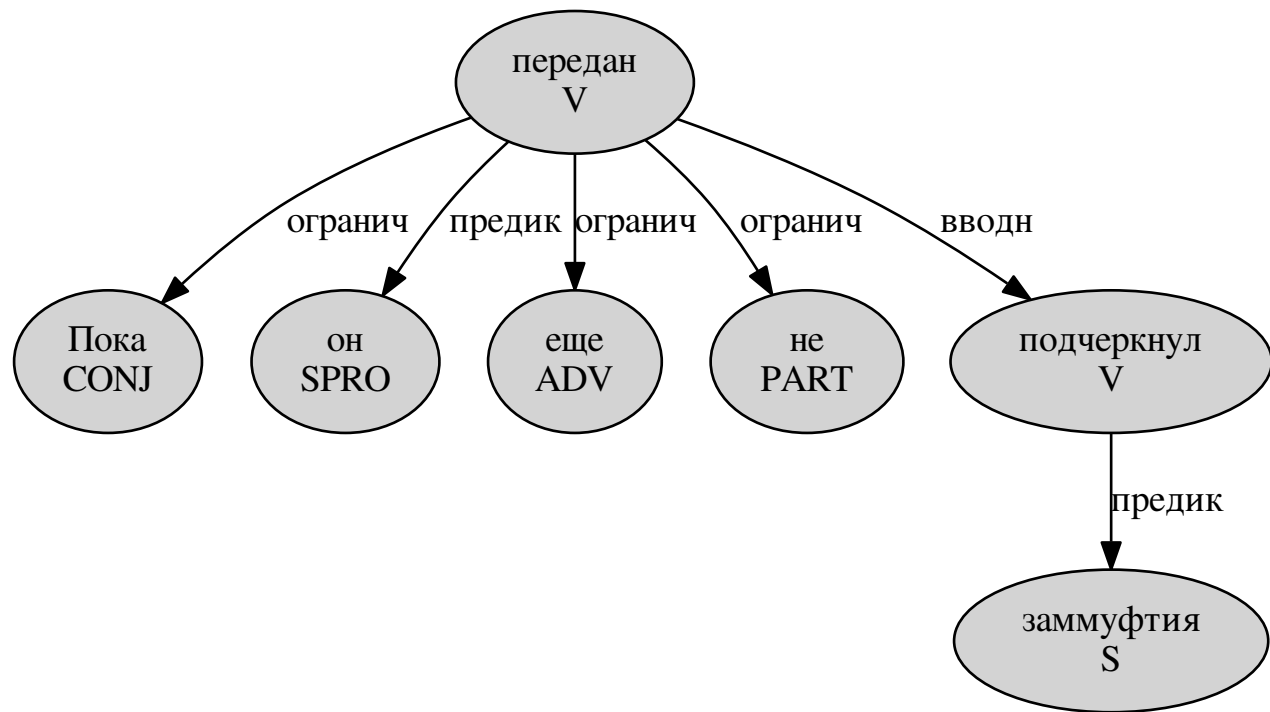 передан
V
огранич
предик
огранич
огранич
вводн
Пока
CONJ
он
SPRO
еще
ADV
не
PART
подчеркнул
V
предик
заммуфтия
S